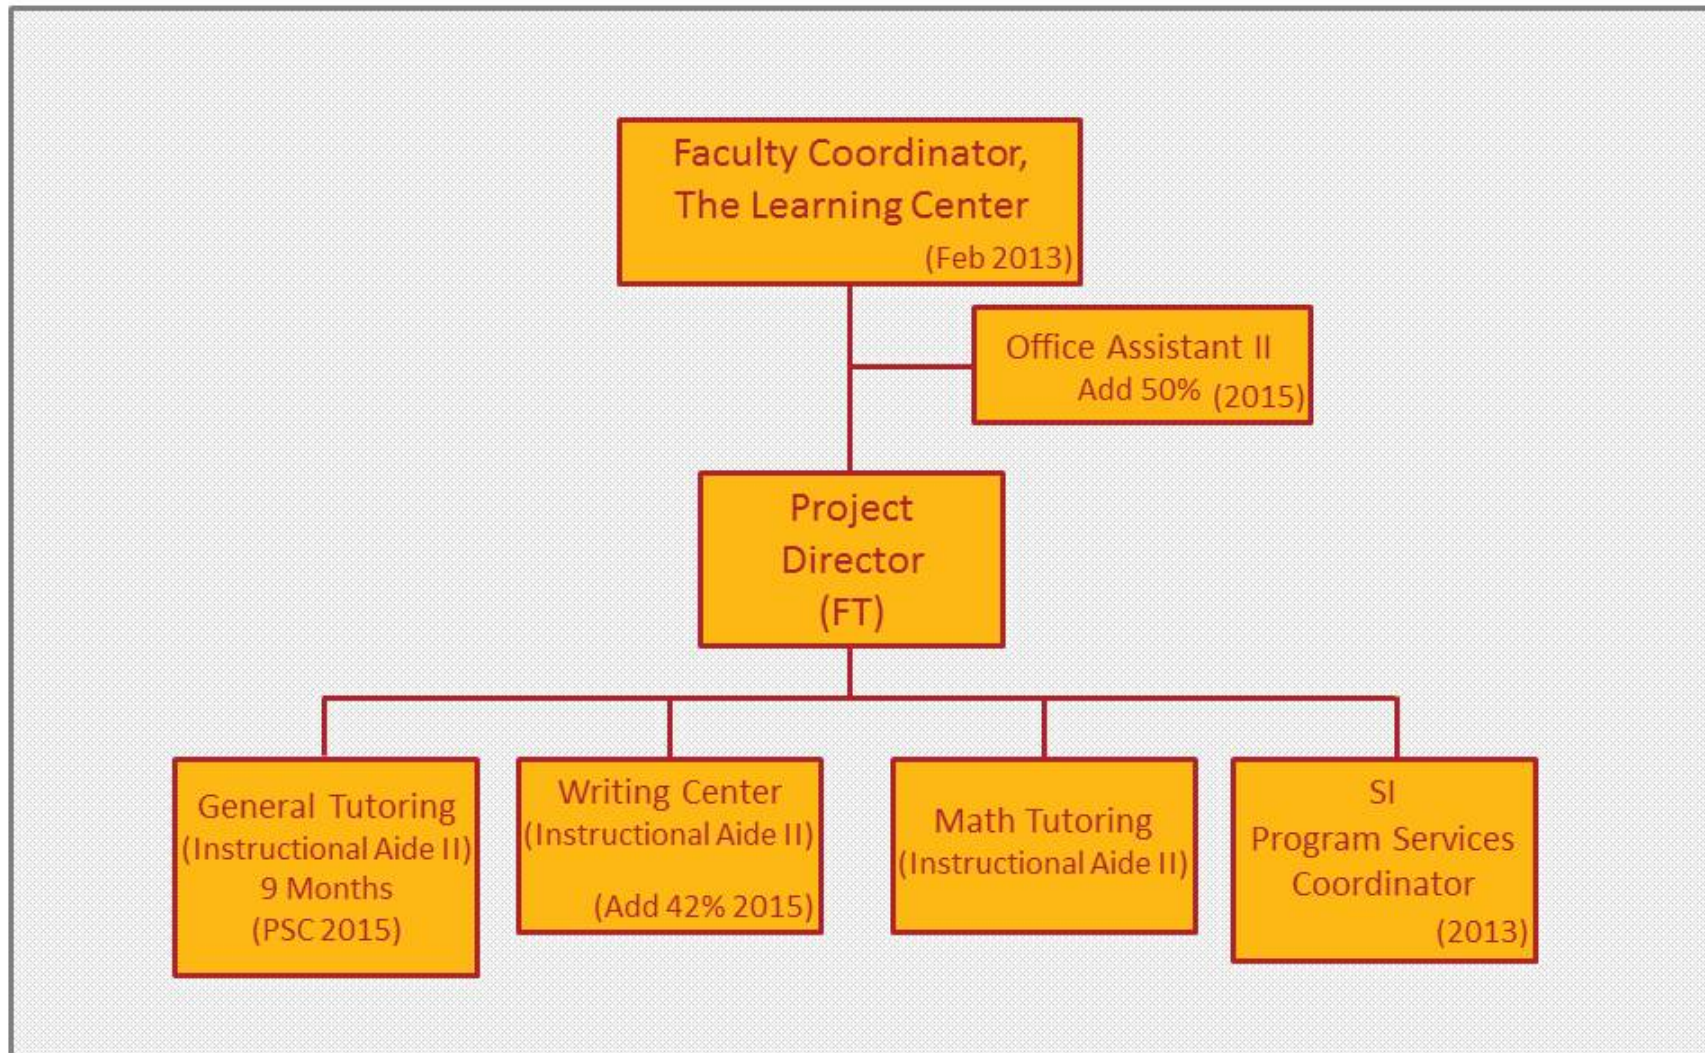 Faculty Coordinator,
The Learning Center
(Feb 2013)
Office Assistant II
Add 50% (2015)
Project
Director
(FT)
General Tutoring
(Instructional Aide II)
9 Months
(PSC 2015)
Writing Center
(Instructional Aide II)
(Add 42% 2015)
Math Tutoring
(Instructional Aide II)
SI
Program Services
Coordinator
(2013)